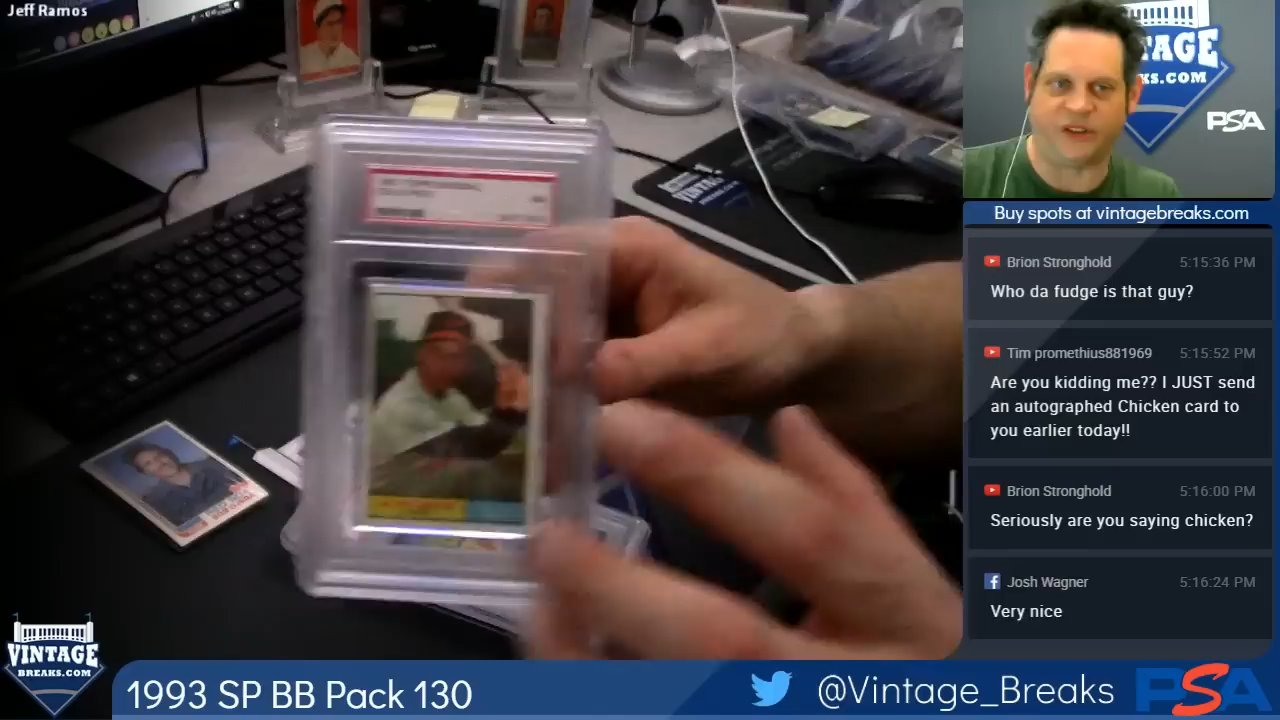 Jeff Ramos
VINTAGE
TAGE
KS.COM
PSA
Buy spots at vintagebreaks.com
Brion Stronghold 5:15:36 PM
Who da fudge is that guy?
Tim promethius881969 5:15:52 PM
Are you kidding me?? I JUST send
an autographed Chicken card to
you earlier today!!
Brion Stronghold 5:16:00 PM
Seriously are you saying chicken?
Josh Wagner 5:16:24 PM
Very nice
VINTAGE
BREAKS.COM
1993 SP BB Pack 130
@Vintage_Breaks
PSA